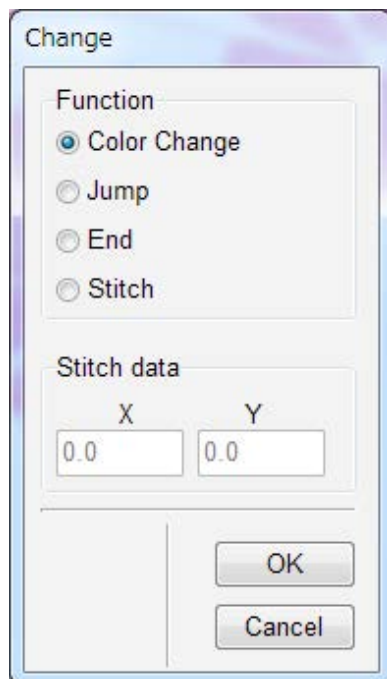 Change
Function
Color Change
Jump
End
Stitch
Stitch data
X Y
0.0 0.0
OK
Cancel